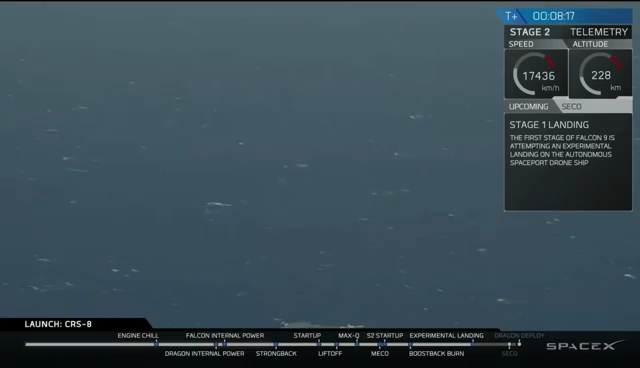 T+ 00:08:17
STAGE 2 TELEMETRY
SPEED ALTITUDE
17436 228
km/h km
UPCOMING SECO
STAGE 1 LANDING
THE FIRST STAGE OF FALCON 9 IS
ATTEMPTING AN EXPERIMENTAL
LANDING ON THE AUTONOMOUS
SPACEPORT DRONE SHIP
LAUNCH: CRS-8
ENGINE CHILL FALCON INTERNAL POWER STARTUP MAX-Q S2 STARTUP EXPERIMENTAL LANDING DRAGON DEPLOY
DRAGON INTERNAL POWER STRONGBACK LIFTOFF MECO BOOSTBACK BURN SECO
SPACEX